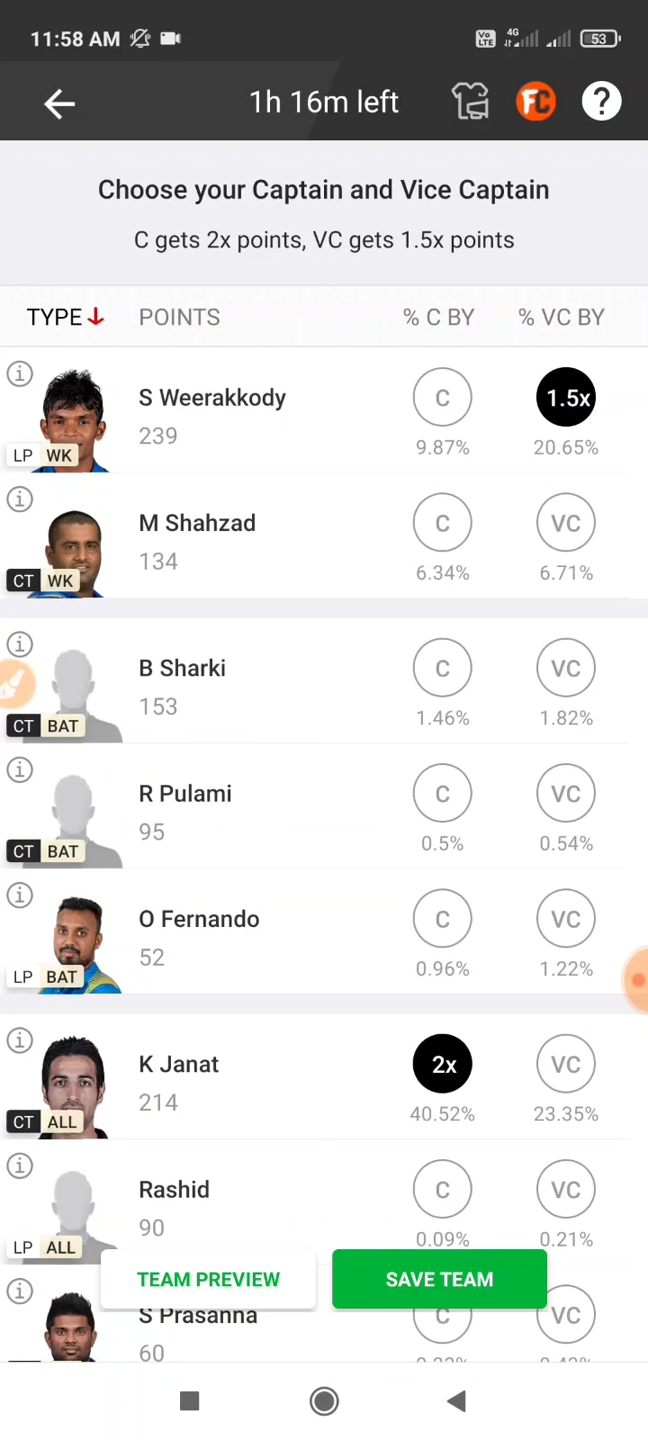 11:58 AM
Vo LTE 4G 53
1h 16m left FC ?
Choose your Captain and Vice Captain
C gets 2x points, VC gets 1.5x points
TYPE POINTS % C BY % VC BY
i S Weerakkody C 1.5x
239
LP WK 9.87% 20.65%
i M Shahzad C VC
134
CT WK 6.34% 6.71%
i B Sharki C VC
153
CT BAT 1.46% 1.82%
i R Pulami C VC
95
CT BAT 0.5% 0.54%
i O Fernando C VC
52
LP BAT 0.96% 1.22%
i K Janat 2x VC
214
CT ALL 40.52% 23.35%
i Rashid C VC
90
LP ALL 0.09% 0.21%
TEAM PREVIEW SAVE TEAM
i S Prasanna C VC
60